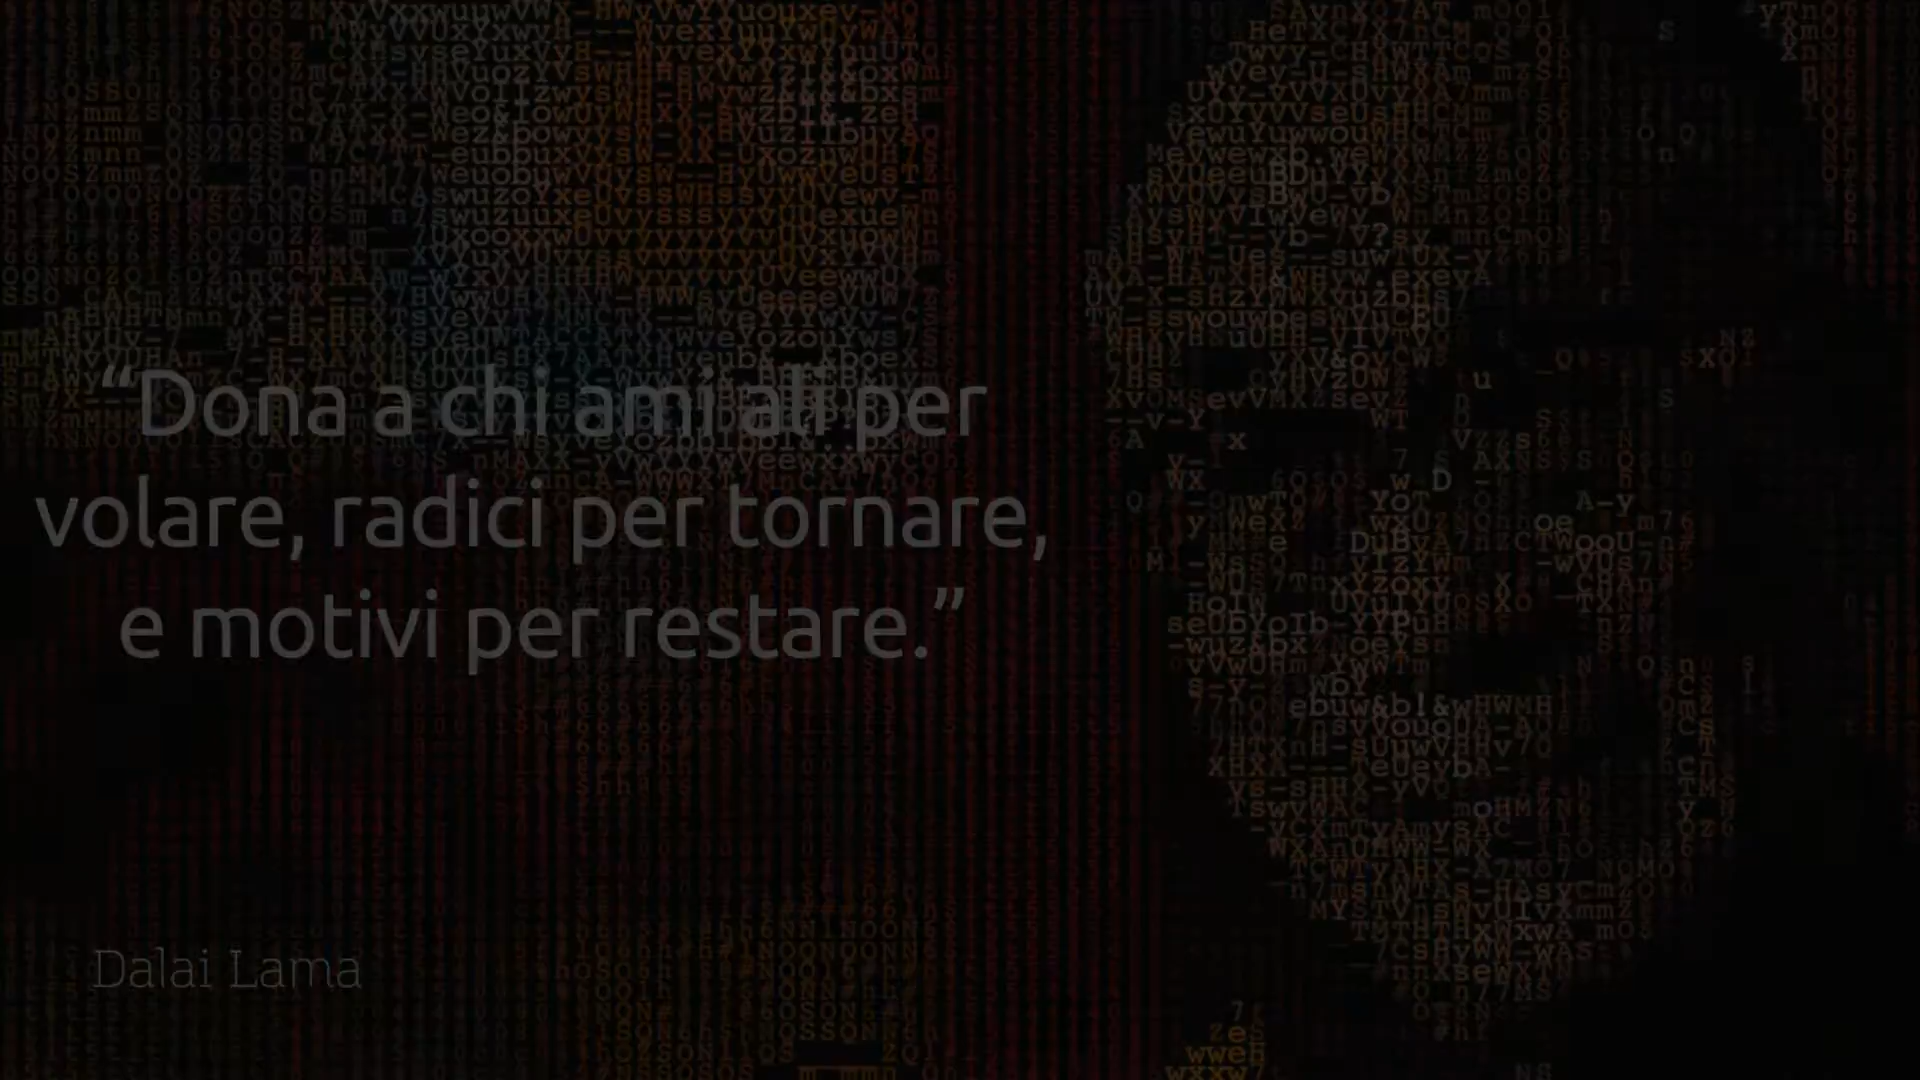 “Dona a chi ami ali per
volare, radici per tornare,
e motivi per restare.”
Dalai Lama